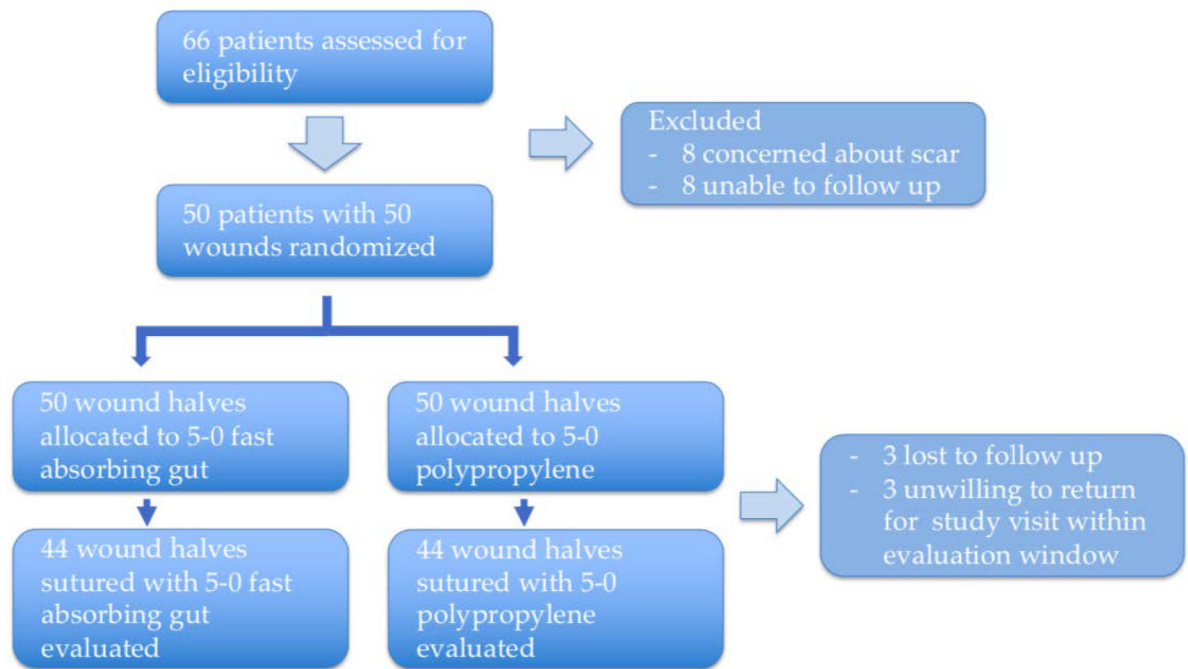 66 patients assessed for
eligibility
Excluded
- 8 concerned about scar
- 8 unable to follow up
50 patients with 50
wounds randomized
50 wound halves
allocated to 5-0 fast
absorbing gut
50 wound halves
allocated to 5-0
polypropylene
- 3 lost to follow up
- 3 unwilling to return
for study visit within
evaluation window
44 wound halves
sutured with 5-0 fast
absorbing gut
evaluated
44 wound halves
sutured with 5-0
polypropylene evaluated